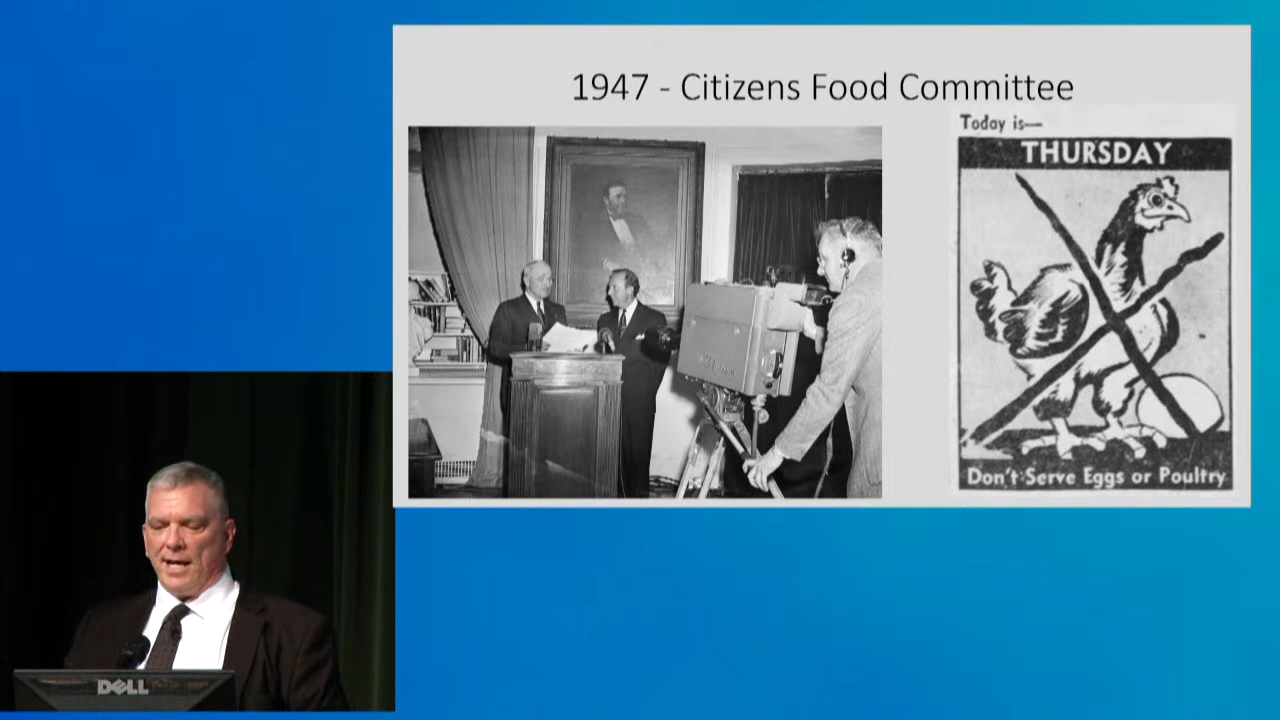 1947 - Citizens Food Committee
Today is—
THURSDAY
Don't Serve Eggs or Poultry
DELL